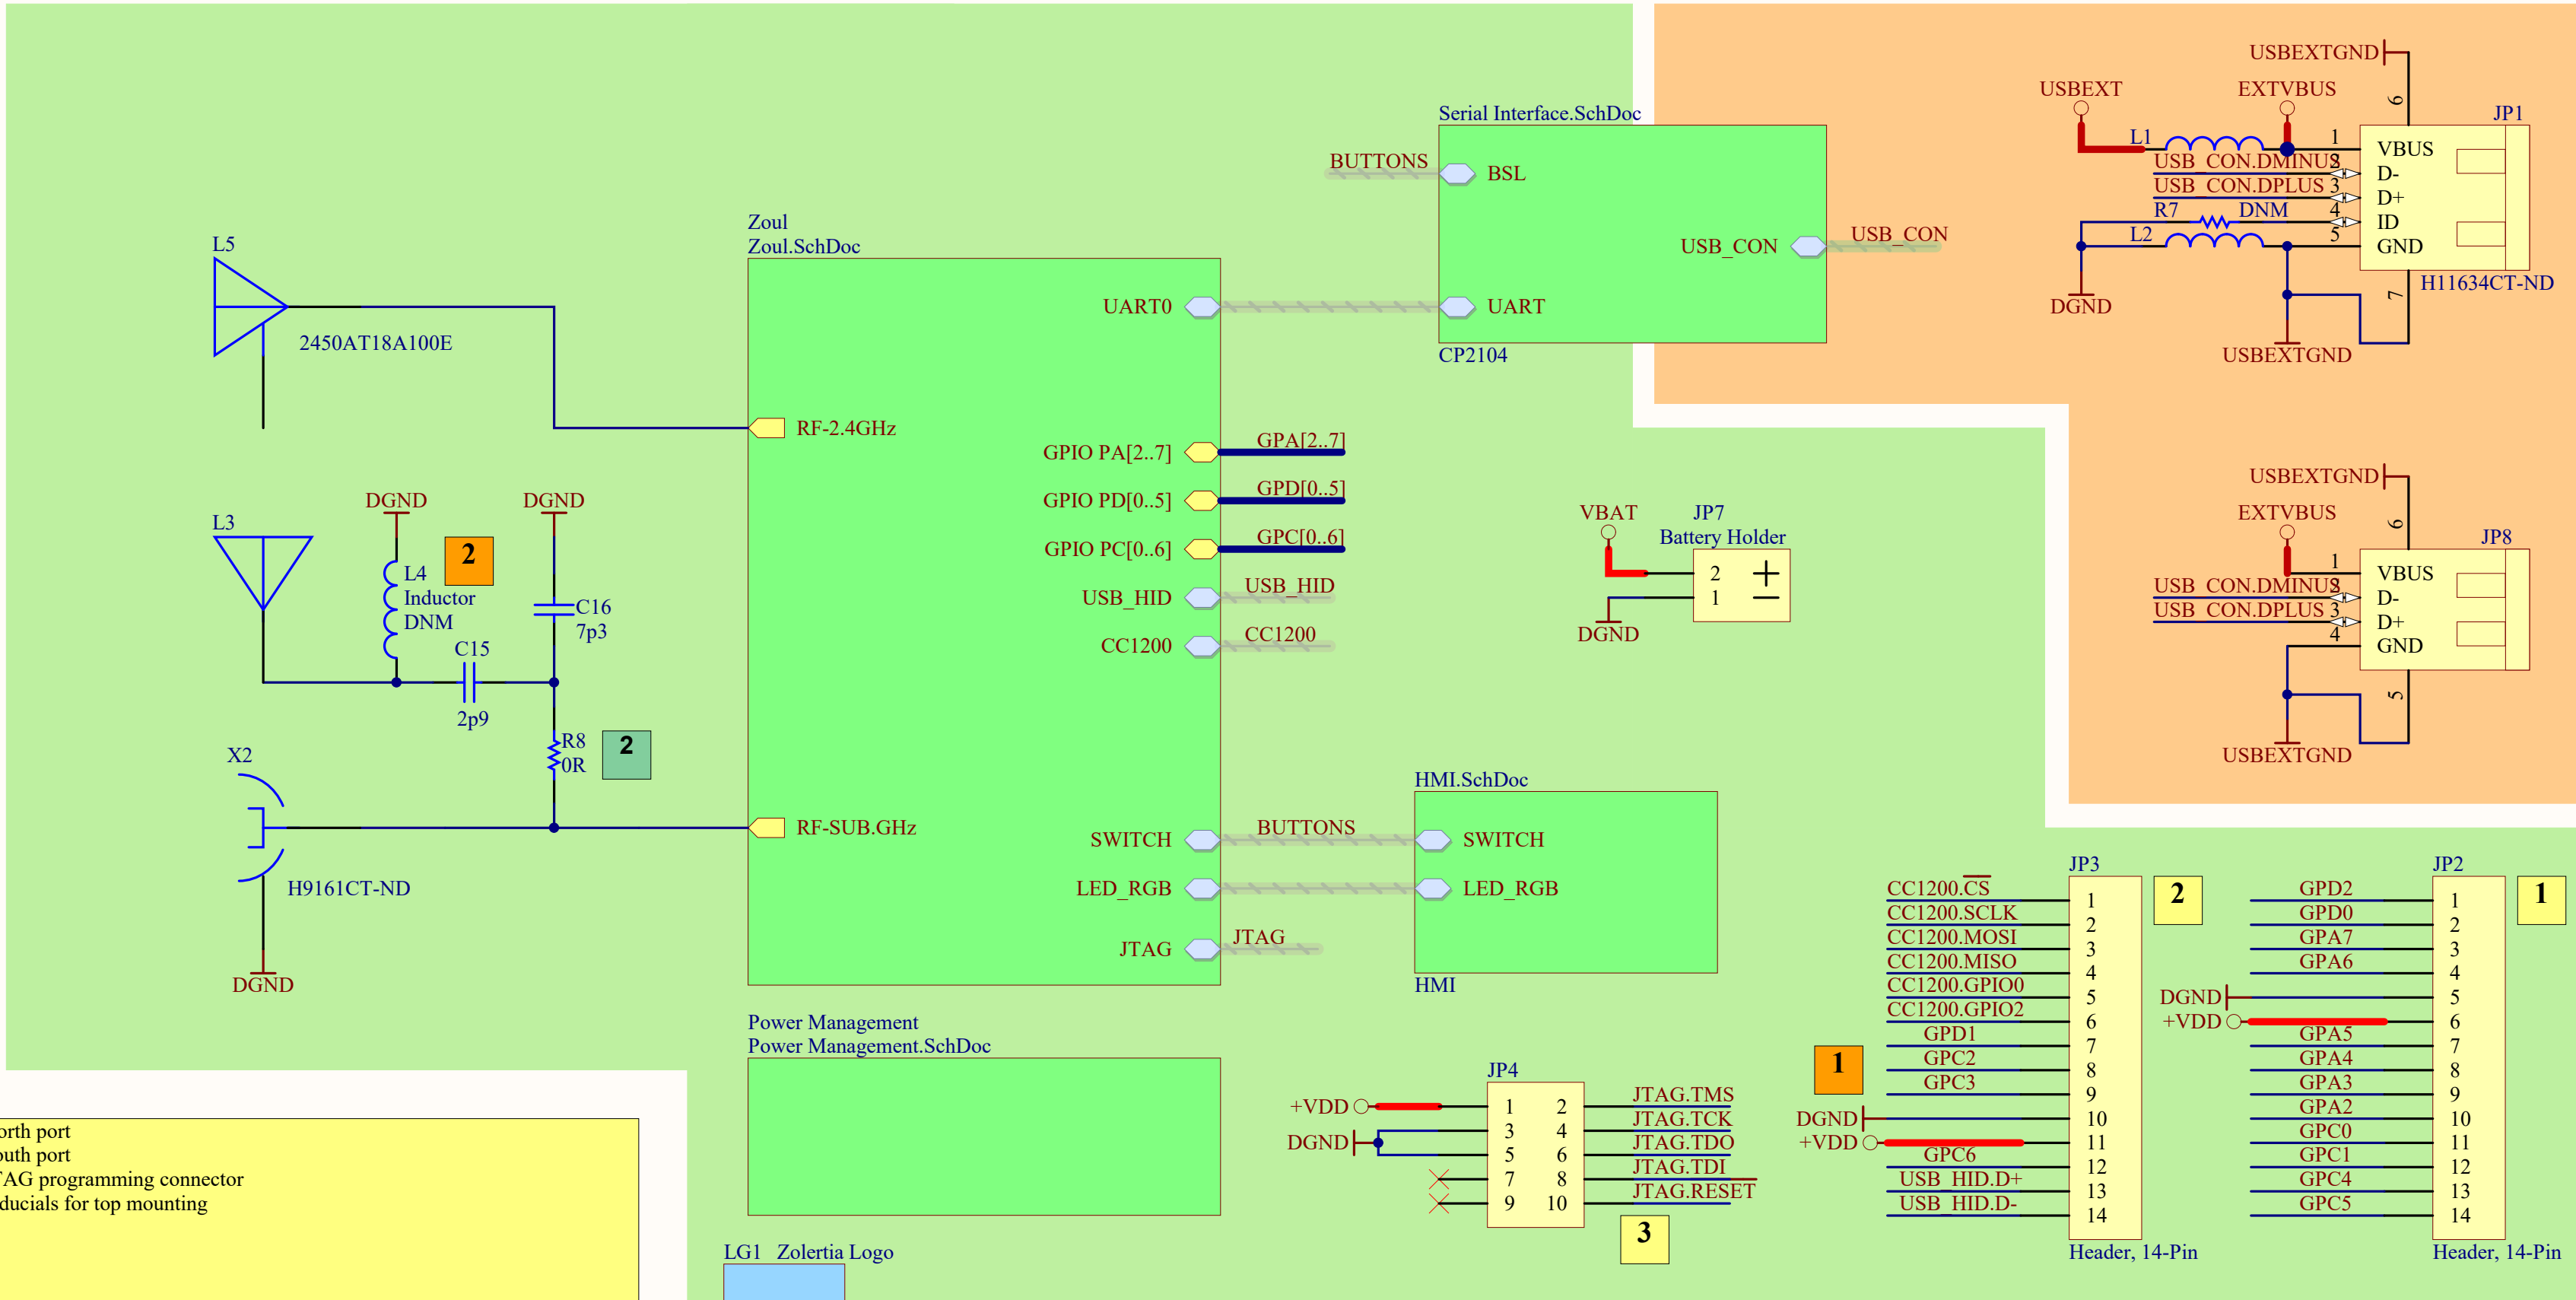 USBEXTGND
USBEXT
EXTVBUS
6
JP1
L1
1
VBUS
USB_CON.DMINUS
2
D-
USB_CON.DPLUS
3
D+
R7
DNM
4
ID
L2
5
GND
7
H11634CT-ND
DGND
USBEXTGND
Serial Interface.SchDoc
BUTTONS
BSL
USB_CON
USB_CON
UART
CP2104
Zoul
Zoul.SchDoc
UART0
RF-2.4GHz
GPIO PA[2..7]
GPA[2..7]
GPIO PD[0..5]
GPD[0..5]
GPIO PC[0..6]
GPC[0..6]
USB_HID
USB_HID
CC1200
CC1200
RF-SUB.GHz
SWITCH
BUTTONS
LED_RGB
JTAG
JTAG
L5
2450AT18A100E
DGND
DGND
L3
2
L4
Inductor
DNM
C16
7p3
C15
2p9
R8
0R
2
X2
H9161CT-ND
DGND
VBAT
JP7
Battery Holder
2
1
DGND
USBEXTGND
EXTVBUS
6
JP8
1
VBUS
USB_CON.DMINUS
2
D-
USB_CON.DPLUS
3
D+
4
GND
5
USBEXTGND
HMI.SchDoc
SWITCH
LED_RGB
HMI
Power Management
Power Management.SchDoc
JP4
+VDD
1
2
JTAG.TMS
DGND
3
4
JTAG.TCK
5
6
JTAG.TDO
7
8
JTAG.TDI
9
10
JTAG.RESET
3
JP3
2
CC1200.CS
1
CC1200.SCLK
2
CC1200.MOSI
3
CC1200.MISO
4
CC1200.GPIO0
5
CC1200.GPIO2
6
GPD1
7
1
GPC2
8
GPC3
9
DGND
10
+VDD
11
GPC6
12
USB_HID.D+
13
USB_HID.D-
14
Header, 14-Pin
JP2
1
GPD2
1
GPD0
2
GPA7
3
GPA6
4
DGND
5
+VDD
6
GPA5
7
GPA4
8
GPA3
9
GPA2
10
GPC0
11
GPC1
12
GPC4
13
GPC5
14
Header, 14-Pin
orth port
outh port
TAG programming connector
ducials for top mounting
LG1 Zolertia Logo